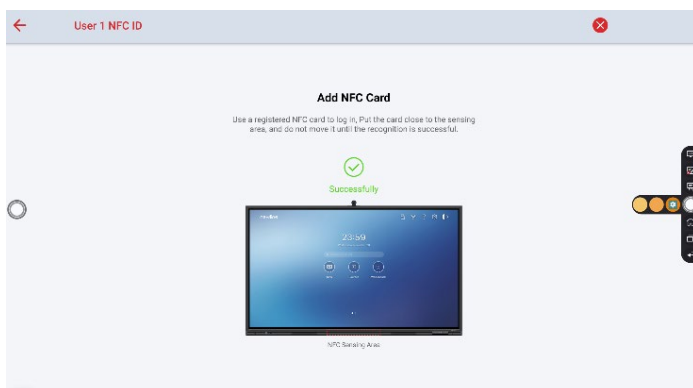 User 1 NFC ID
Add NFC Card
Use a registered NFC card to log in, Put the card close to the sensing
area, and do not move it until the recognition is successful.
Successfully
23:59
NFC Sensing Area